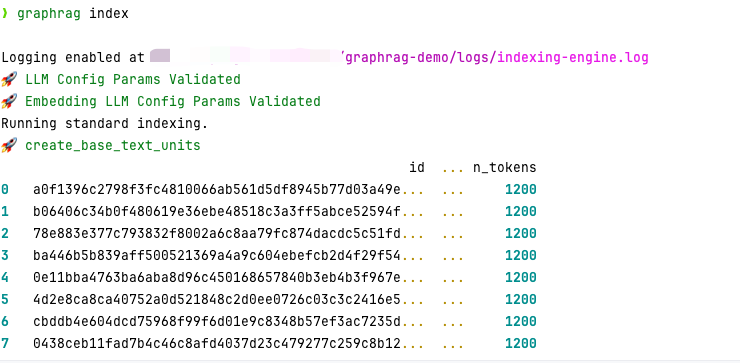 ❯ graphrag index
Logging enabled at /graphrag-demo/logs/indexing-engine.log
🚀 LLM Config Params Validated
🚀 Embedding LLM Config Params Validated
Running standard indexing.
🚀 create_base_text_units
id ... n_tokens
0 a0f1396c2798f3fc4810066ab561d5df8945b77d03a49e... ... 1200
1 b06406c34b0f480619e36ebe48518c3a3ff5abce52594f... ... 1200
2 78e883e377c793832f8002a6c8aa79fc874dacdc5c51fd... ... 1200
3 ba446b5b839aff500521369a4a9c604ebefcb2d4f29f54... ... 1200
4 0e11bba4763ba6aba8d96c450168657840b3eb4b3f967e... ... 1200
5 4d2e8ca8ca40752a0d521848c2d0ee0726c03c3c2416e5... ... 1200
6 cbddb4e604dcd75968f99f6d01e9c8348b57ef3ac7235d... ... 1200
7 0438ceb11fad7b4c46c8afd4037d23c479277c259c8b12... ... 1200